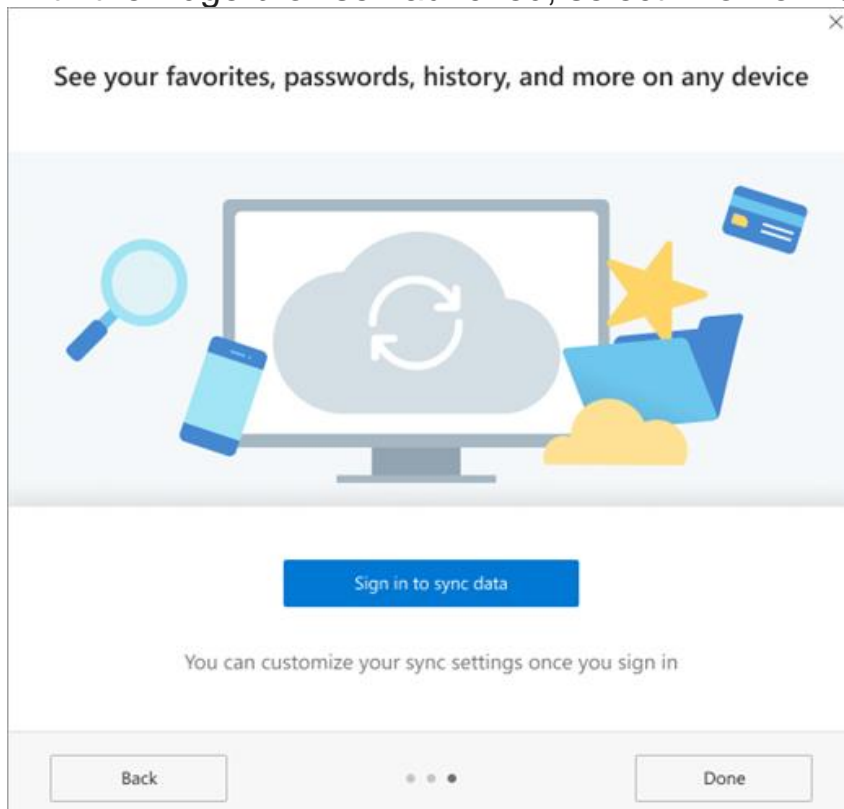 See your favorites, passwords, history, and more on any device
Sign in to sync data
You can customize your sync settings once you sign in
Back
Done